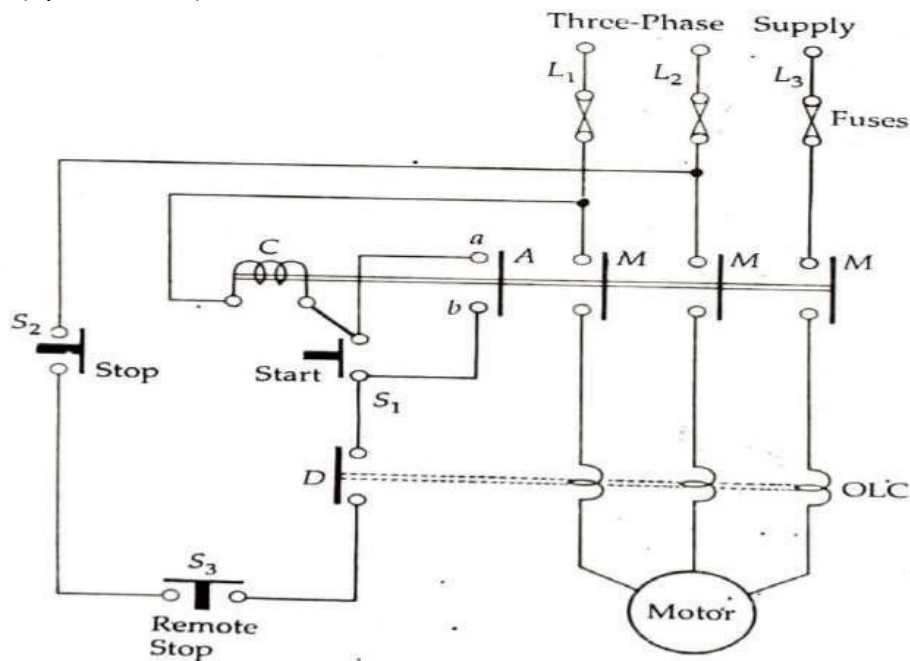 Three-Phase Supply
L₁ L₂ L₃
Fuses
C a A M M M
b
S₂
Stop
Start
S₁
D
OLC
S₃
Remote
Stop
Motor